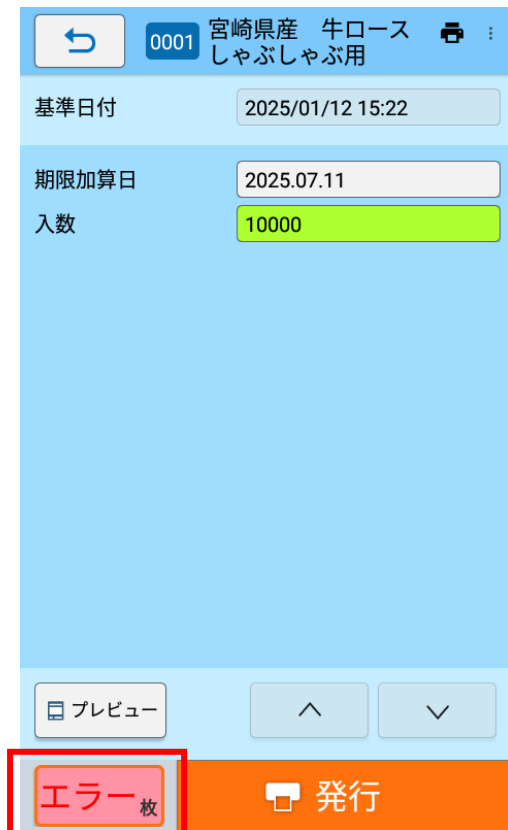 0001 宮崎県産　牛ロース
しゃぶしゃぶ用
基準日付 2025/01/12 15:22
期限加算日 2025.07.11
入数 10000
プレビュー
エラー枚 発行